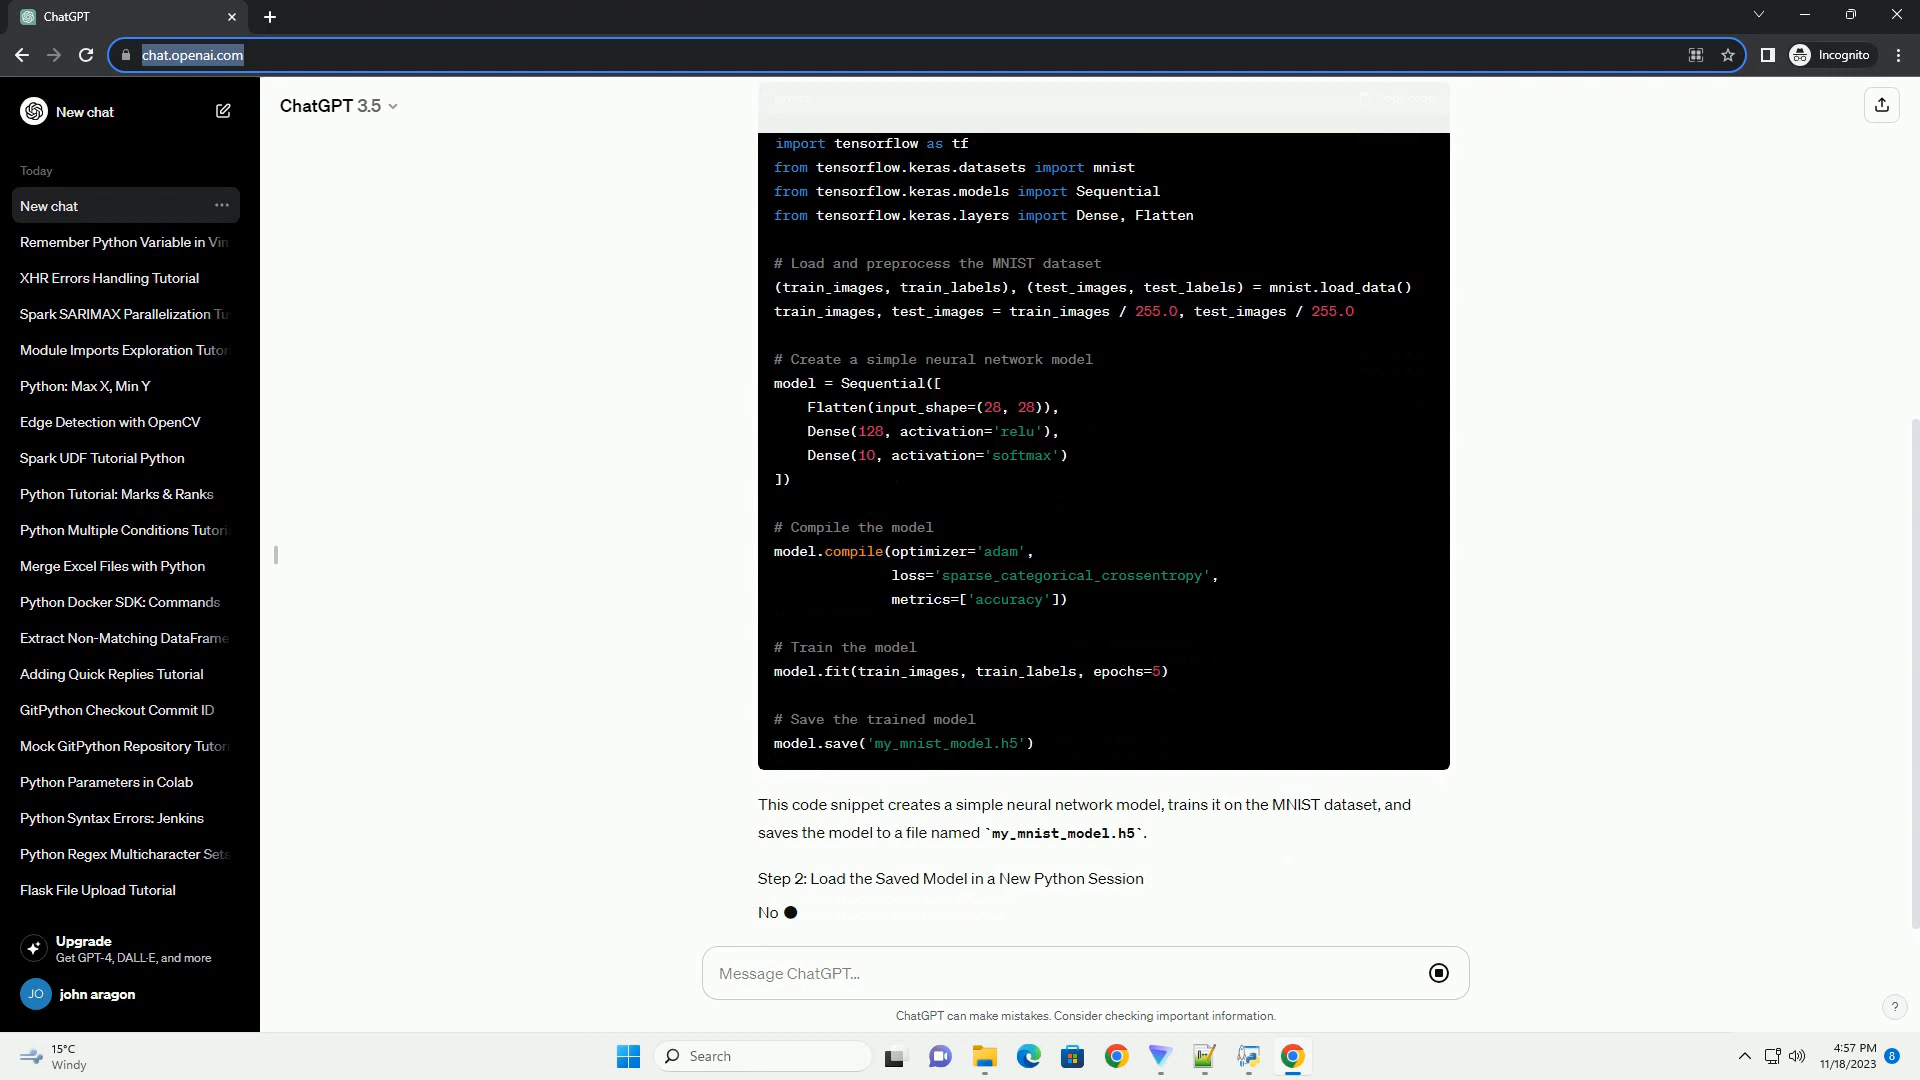 ChatGPT
chat.openai.com
Incognito
New chat
Today
New chat
Remember Python Variable in Vim
XHR Errors Handling Tutorial
Spark SARIMAX Parallelization Tu
Module Imports Exploration Tutor
Python: Max X, Min Y
Edge Detection with OpenCV
Spark UDF Tutorial Python
Python Tutorial: Marks & Ranks
Python Multiple Conditions Tutori
Merge Excel Files with Python
Python Docker SDK: Commands
Extract Non-Matching DataFrame
Adding Quick Replies Tutorial
GitPython Checkout Commit ID
Mock GitPython Repository Tutor
Python Parameters in Colab
Python Syntax Errors: Jenkins
Python Regex Multicharacter Sets
Flask File Upload Tutorial
Upgrade
Get GPT-4, DALL·E, and more
JO john aragon
ChatGPT 3.5
import tensorflow as tf
from tensorflow.keras.datasets import mnist
from tensorflow.keras.models import Sequential
from tensorflow.keras.layers import Dense, Flatten
# Load and preprocess the MNIST dataset
(train_images, train_labels), (test_images, test_labels) = mnist.load_data()
train_images, test_images = train_images / 255.0, test_images / 255.0
# Create a simple neural network model
model = Sequential([
Flatten(input_shape=(28, 28)),
Dense(128, activation='relu'),
Dense(10, activation='softmax')
])
# Compile the model
model.compile(optimizer='adam',
loss='sparse_categorical_crossentropy',
metrics=['accuracy'])
# Train the model
model.fit(train_images, train_labels, epochs=5)
# Save the trained model
model.save('my_mnist_model.h5')
This code snippet creates a simple neural network model, trains it on the MNIST dataset, and
saves the model to a file named `my_mnist_model.h5`.
Step 2: Load the Saved Model in a New Python Session
No
Message ChatGPT...
ChatGPT can make mistakes. Consider checking important information.
?
15°C
Windy
Search
4:57 PM
11/18/2023
8